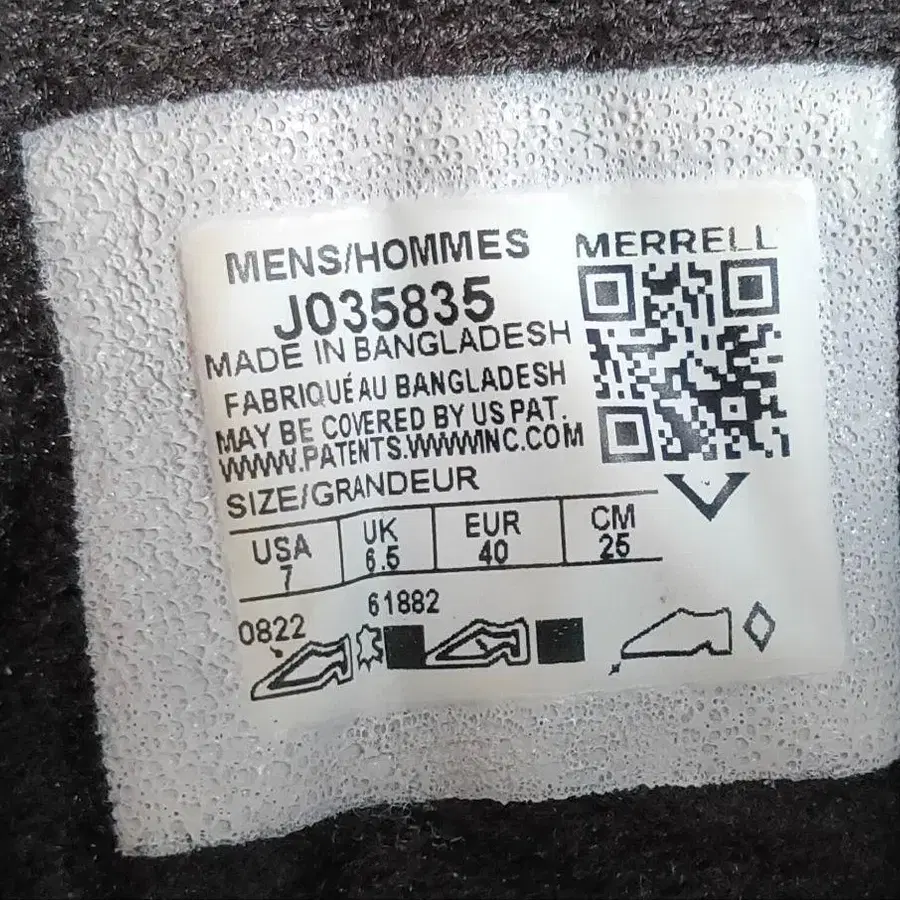 MENS/HOMMES
MERRELL
J035835
MADE IN BANGLADESH
FABRIQUÉ AU BANGLADESH
MAY BE COVERED BY US PAT.
WWW.PATENTS.WWWINC.COM
SIZE/GRANDEUR
USA UK EUR CM
7 6.5 40 25
61882
0822